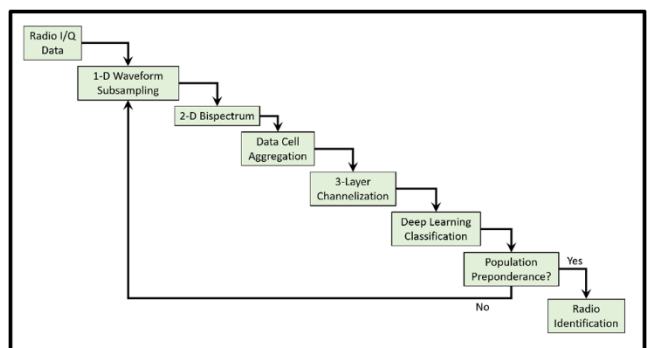 Radio I/Q
Data
1-D Waveform
Subsampling
2-D Bispectrum
Data Cell
Aggregation
3-Layer
Channelization
Deep Learning
Classification
Population
Preponderance?
Yes
No
Radio
Identification